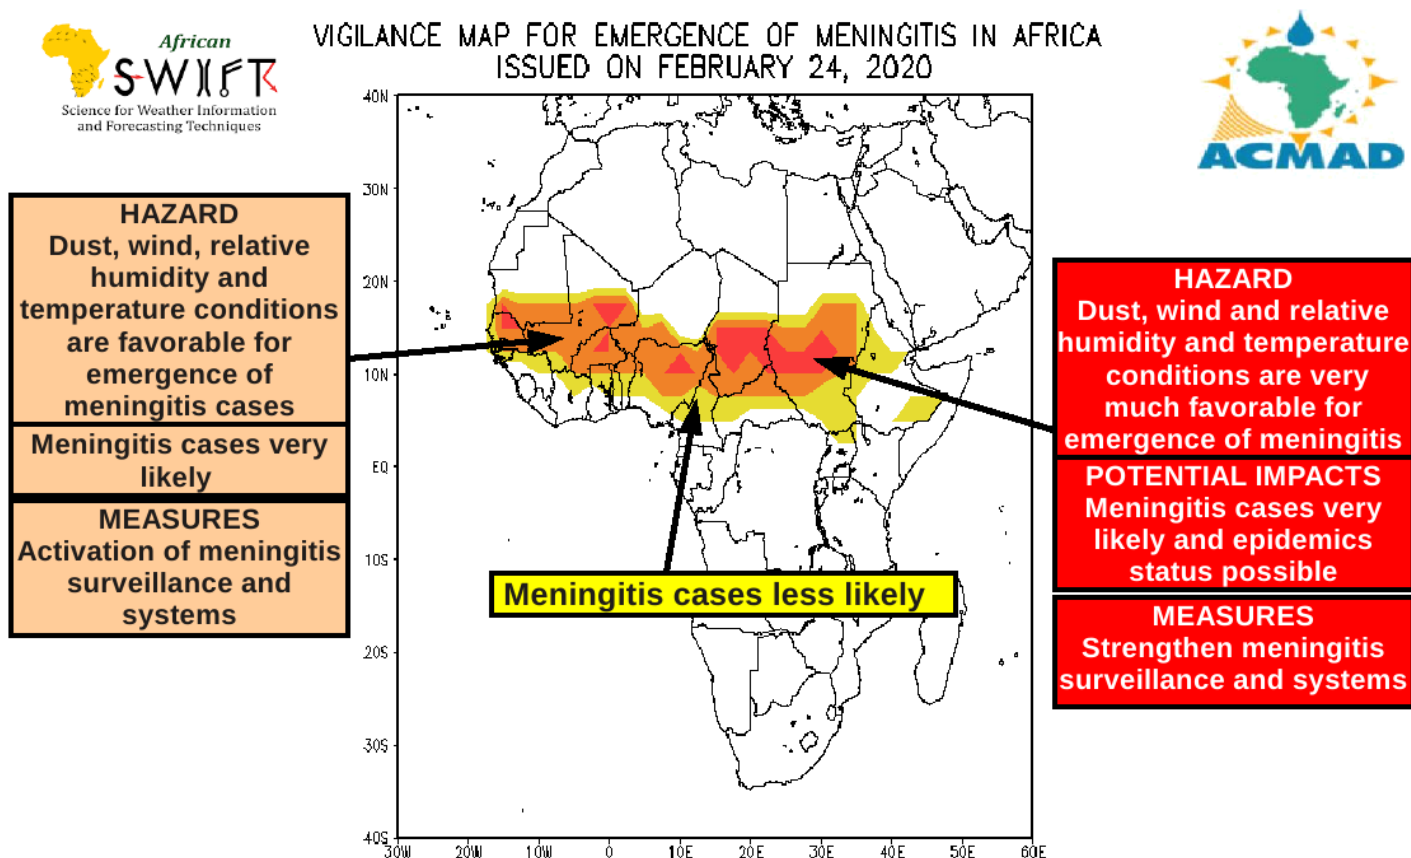 African
SWIFT
Science for Weather Information
and Forecasting Techniques
VIGILANCE MAP FOR EMERGENCE OF MENINGITIS IN AFRICA
ISSUED ON FEBRUARY 24, 2020
ACMAD
HAZARD
Dust, wind, relative
humidity and
temperature conditions
are favorable for
emergence of
meningitis cases
Meningitis cases very
likely
MEASURES
Activation of meningitis
surveillance and
systems
40N
30N
20N
10N
EQ
10S
20S
30S
40S
30W
20W
10W
0
10E
20E
30E
40E
50E
60E
Meningitis cases less likely
HAZARD
Dust, wind and relative
humidity and temperature
conditions are very
much favorable for
emergence of meningitis
POTENTIAL IMPACTS
Meningitis cases very
likely and epidemics
status possible
MEASURES
Strengthen meningitis
surveillance and systems